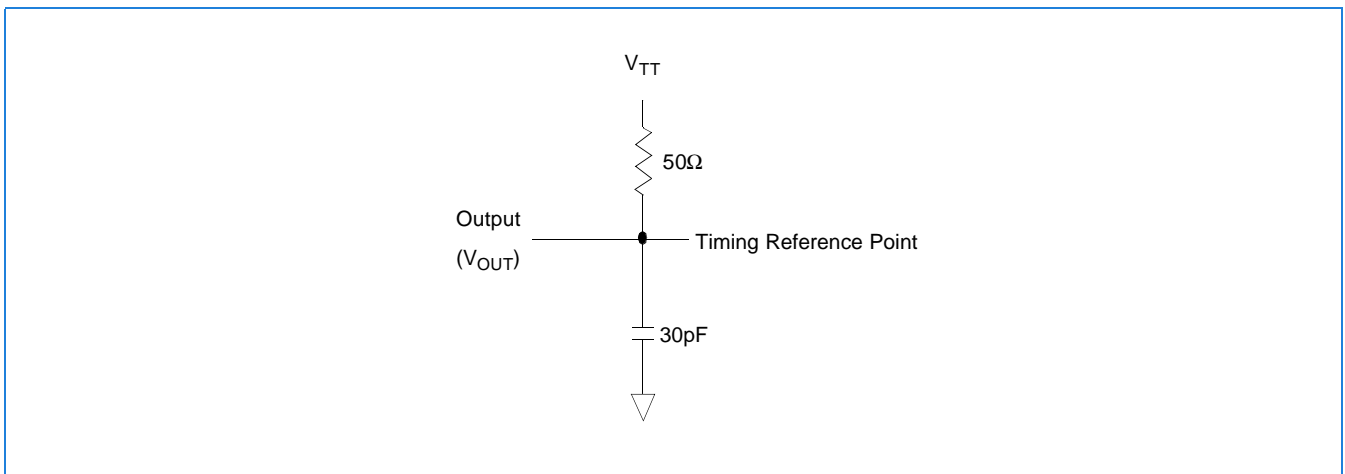 VTT
50Ω
Output
Timing Reference Point
(VOUT)
30pF